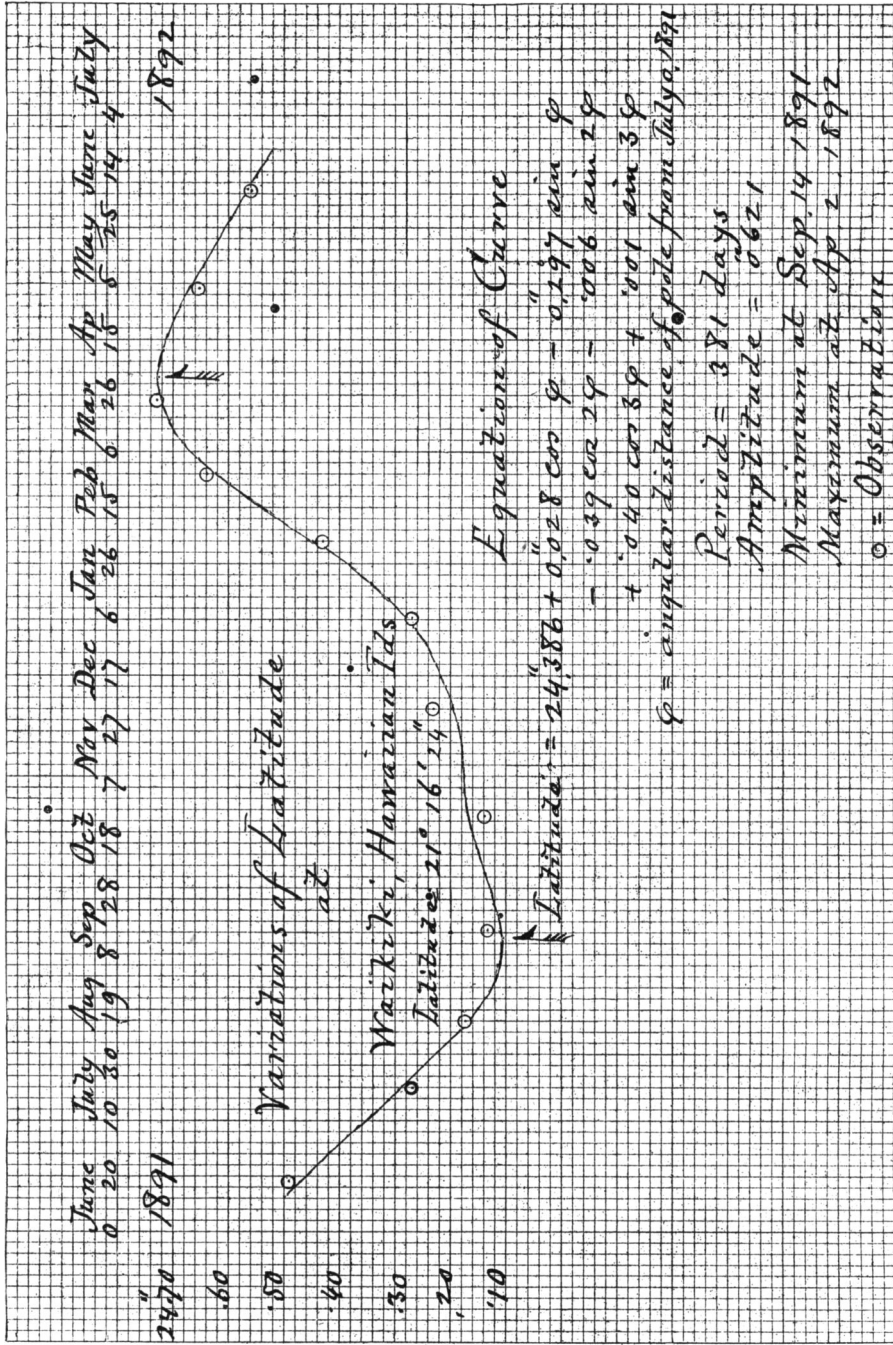 June July Aug Sep Oct Nov Dec Jan Feb Mar Ap May June July
0 20 10 30 19 8 28 18 7 27 17 6 26 15 6 26 15 5 25 14 4
1891 1892
24."70
.60
.50
.40
.30
.20
.10
Variations of Latitude
at
Waikiki, Hawaiian Ids
Latitude = 21° 16' 24"
Equation of Curve
Latitude = 24."386 + 0."028 cos φ - 0."297 sin φ
- .039 cos 2φ - .006 sin 2φ
+ .040 cos 3φ + .001 sin 3φ
φ = angular distance of pole from July 0, 1891
Period = 381 days
Amplitude = 0."621
Minimum at Sep. 14 1891
Maximum at Ap 2 1892
⊙ = Observation